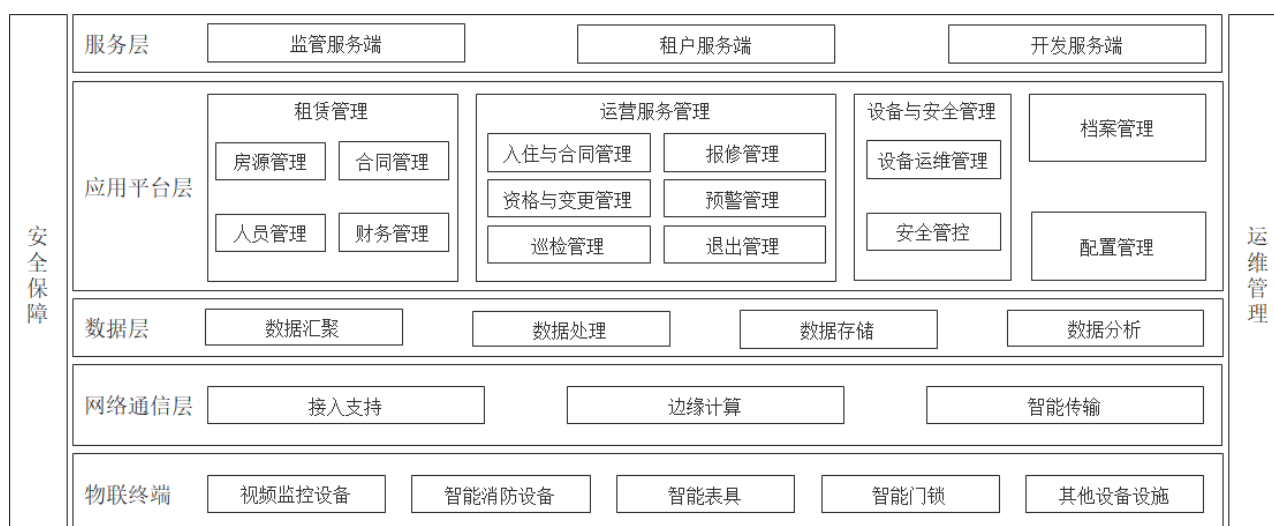 服务层
监管服务端
租户服务端
开发服务端
应用平台层
租赁管理
房源管理
合同管理
人员管理
财务管理
运营服务管理
入住与合同管理
报修管理
资格与变更管理
预警管理
巡检管理
退出管理
设备与安全管理
设备运维管理
安全管控
档案管理
配置管理
数据层
数据汇聚
数据处理
数据存储
数据分析
网络通信层
接入支持
边缘计算
智能传输
物联终端
视频监控设备
智能消防设备
智能表具
智能门锁
其他设备设施
安全保障
运维管理